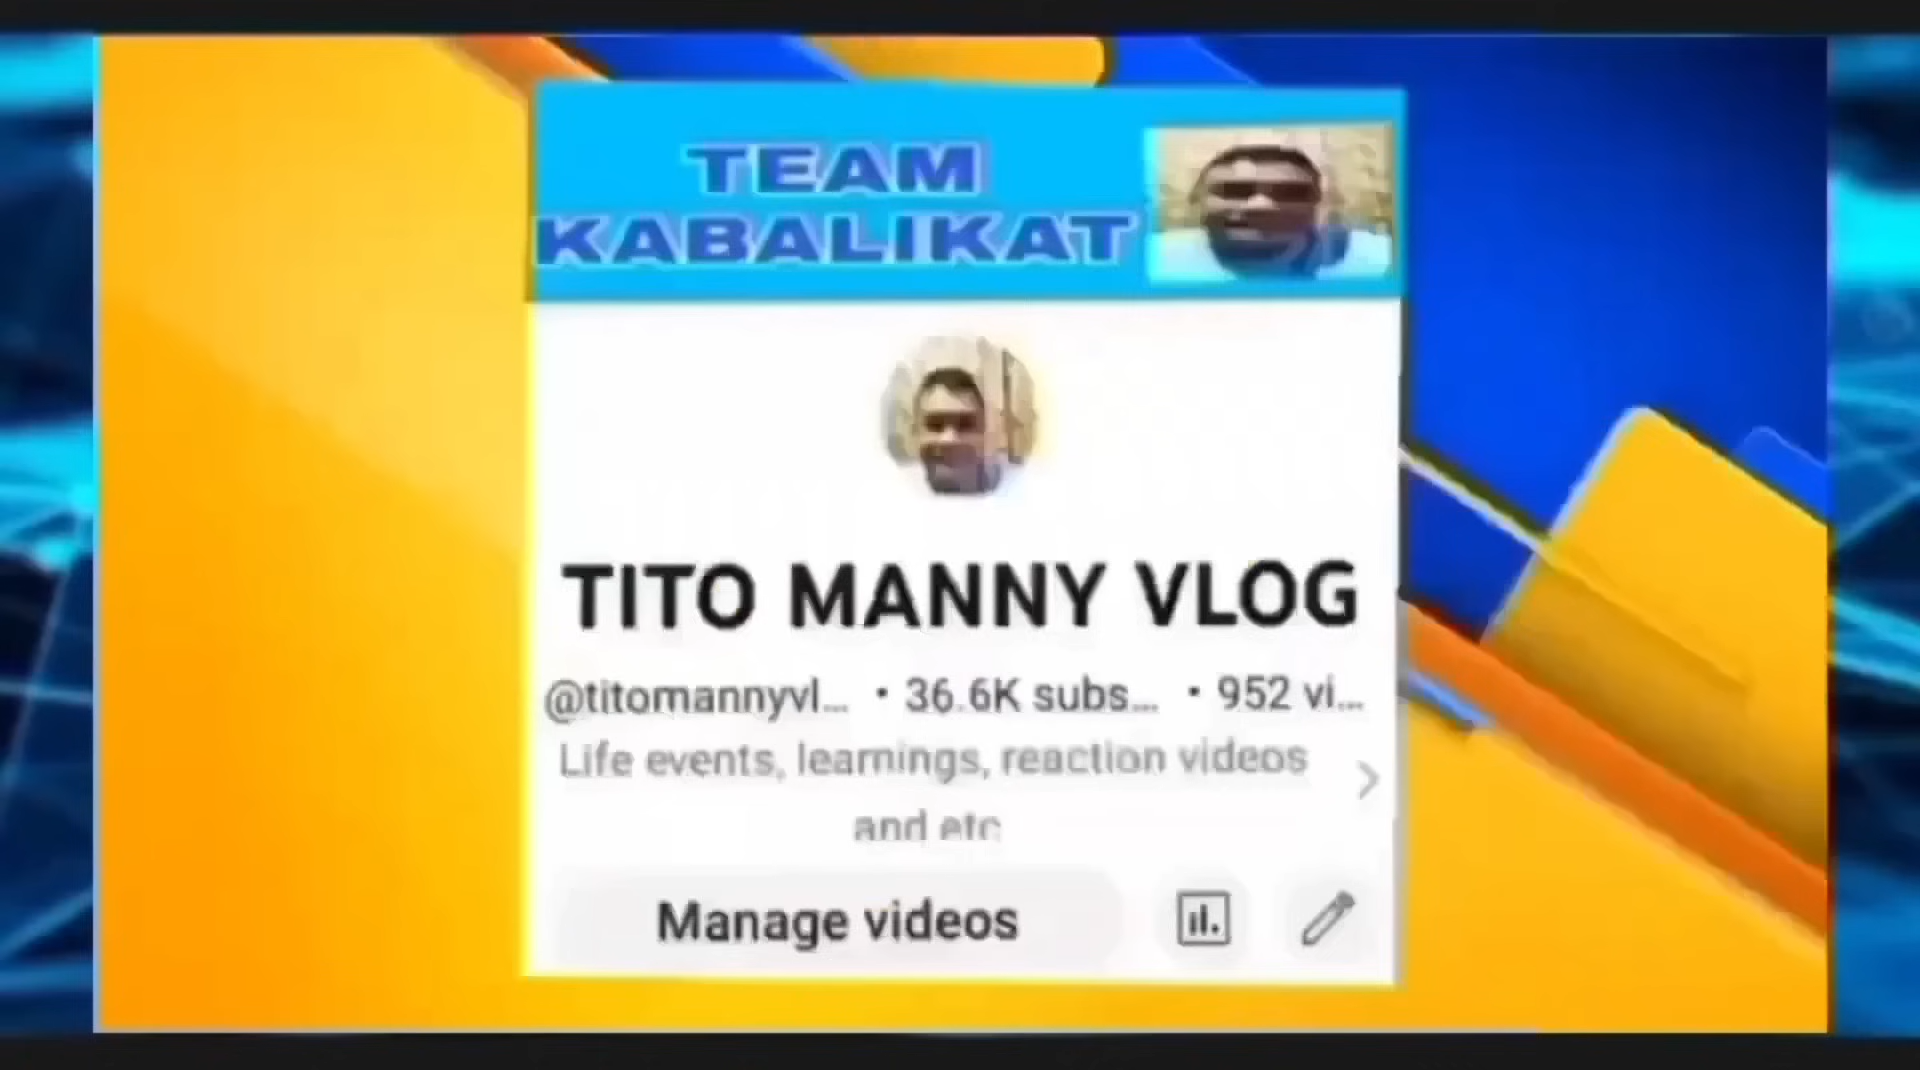 TEAM
KABALIKAT
TITO MANNY VLOG
@titomannyvl... • 36.6K subs... • 952 vi...
Life events, learnings, reaction videos
and etc
Manage videos